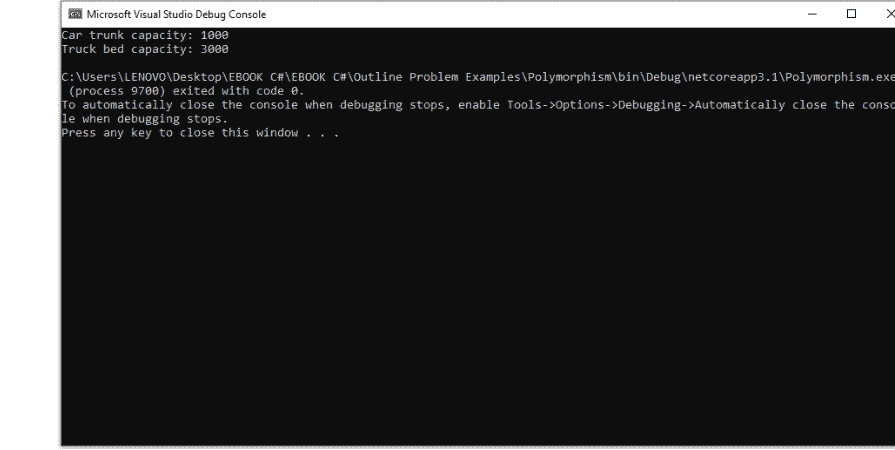 Microsoft Visual Studio Debug Console
Car trunk capacity: 1000
Truck bed capacity: 3000
C:\Users\LENOVO\Desktop\EBOOK C#\EBOOK C#\Outline Problem Examples\Polymorphism\bin\Debug\netcoreapp3.1\Polymorphism.exe
(process 9700) exited with code 0.
To automatically close the console when debugging stops, enable Tools->Options->Debugging->Automatically close the conso
le when debugging stops.
Press any key to close this window . . .